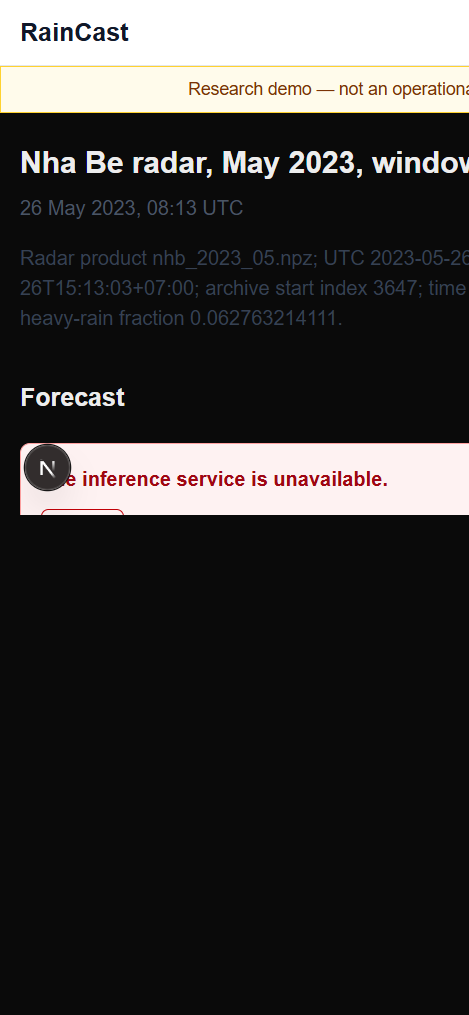 RainCast
Research demo — not an
Nha Be radar, May 2023,
26 May 2023, 08:13 UTC
Radar product nhb_2023_05.npz; UTC 2023-05-26
26T15:13:03+07:00; archive start index 3647; time
heavy-rain fraction 0.062763214111.
Forecast
N
inference service is unavailable.